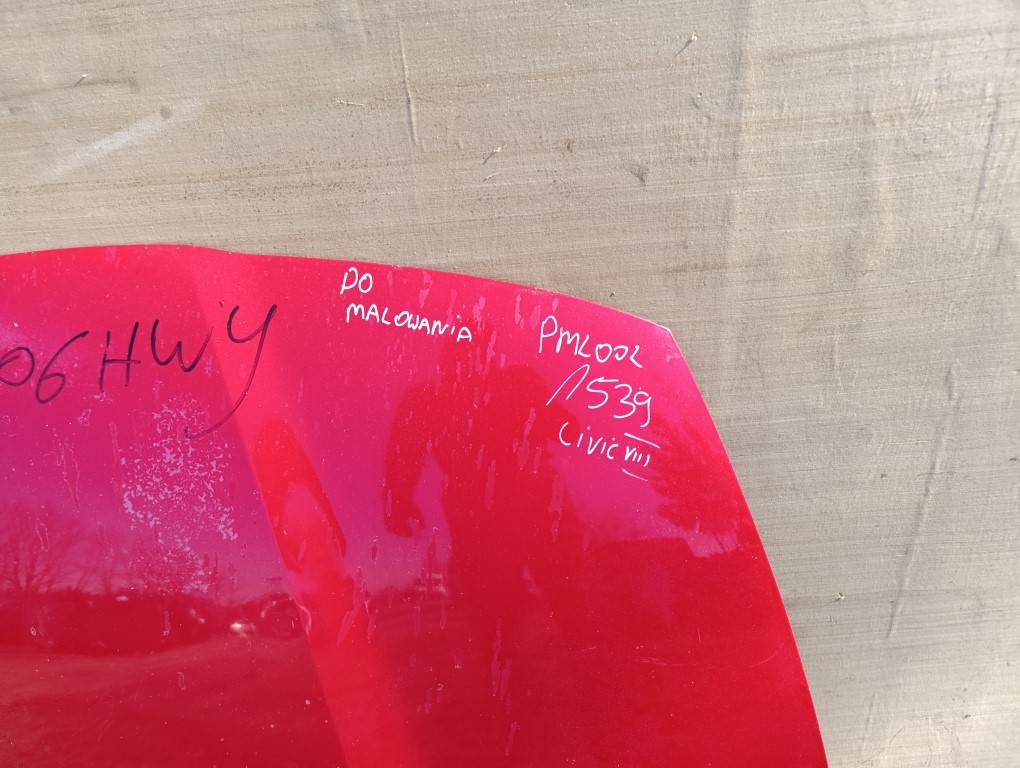 06HWY
DO
MALOWANIA
PML002
1539
CIVIC VIII